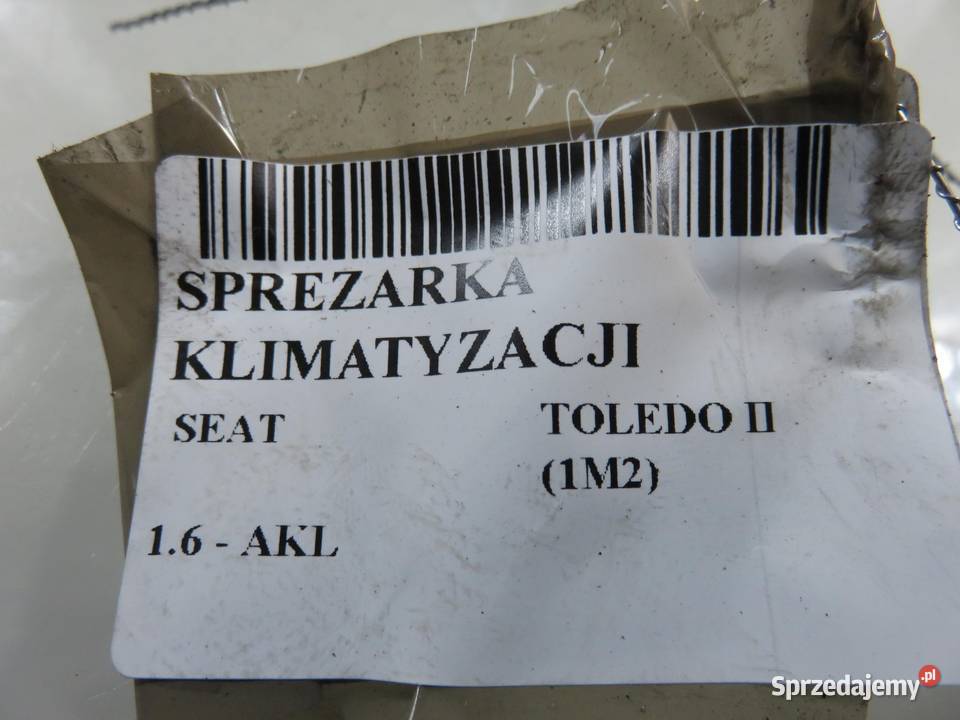 SPREZARKA
KLIMATYZACJI
SEAT TOLEDO II
(1M2)
1.6 - AKL
Sprzedajemy.pl